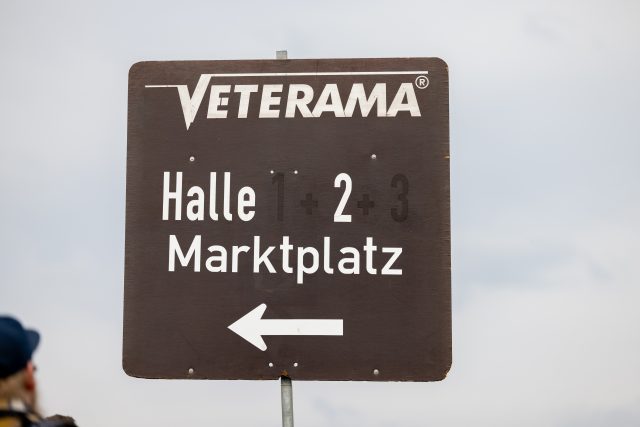 VETERAMA®
Halle 1 + 2 + 3
Marktplatz